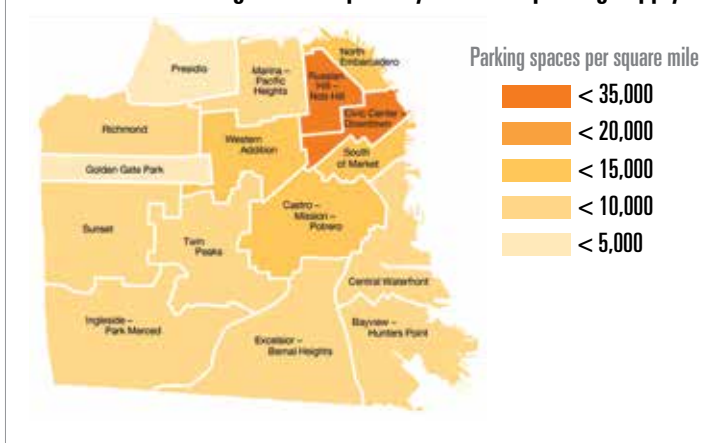 Parking spaces per square mile
< 35,000
< 20,000
< 15,000
< 10,000
< 5,000
North
Embarcadero
Presidio
Marina –
Pacific
Heights
Russian
Hill –
Nob Hill
Civic Center –
Downtown
Richmond
Western
Addition
South
of Market
Golden Gate Park
Castro –
Mission –
Potrero
Sunset
Twin
Peaks
Central Waterfront
Ingleside –
Park Merced
Bayview –
Hunters Point
Excelsior –
Bernal Heights